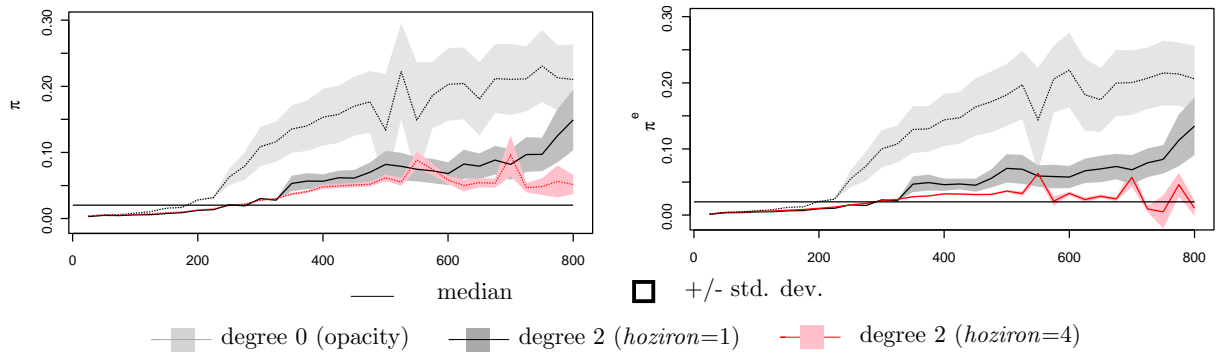 0.30
0.20
0.10
0.00
π
0 200 400 600 800
0.30
0.20
0.10
0.00
π^e
0 200 400 600 800
median
+/- std. dev.
degree 0 (opacity) degree 2 (hoziron=1) degree 2 (hoziron=4)